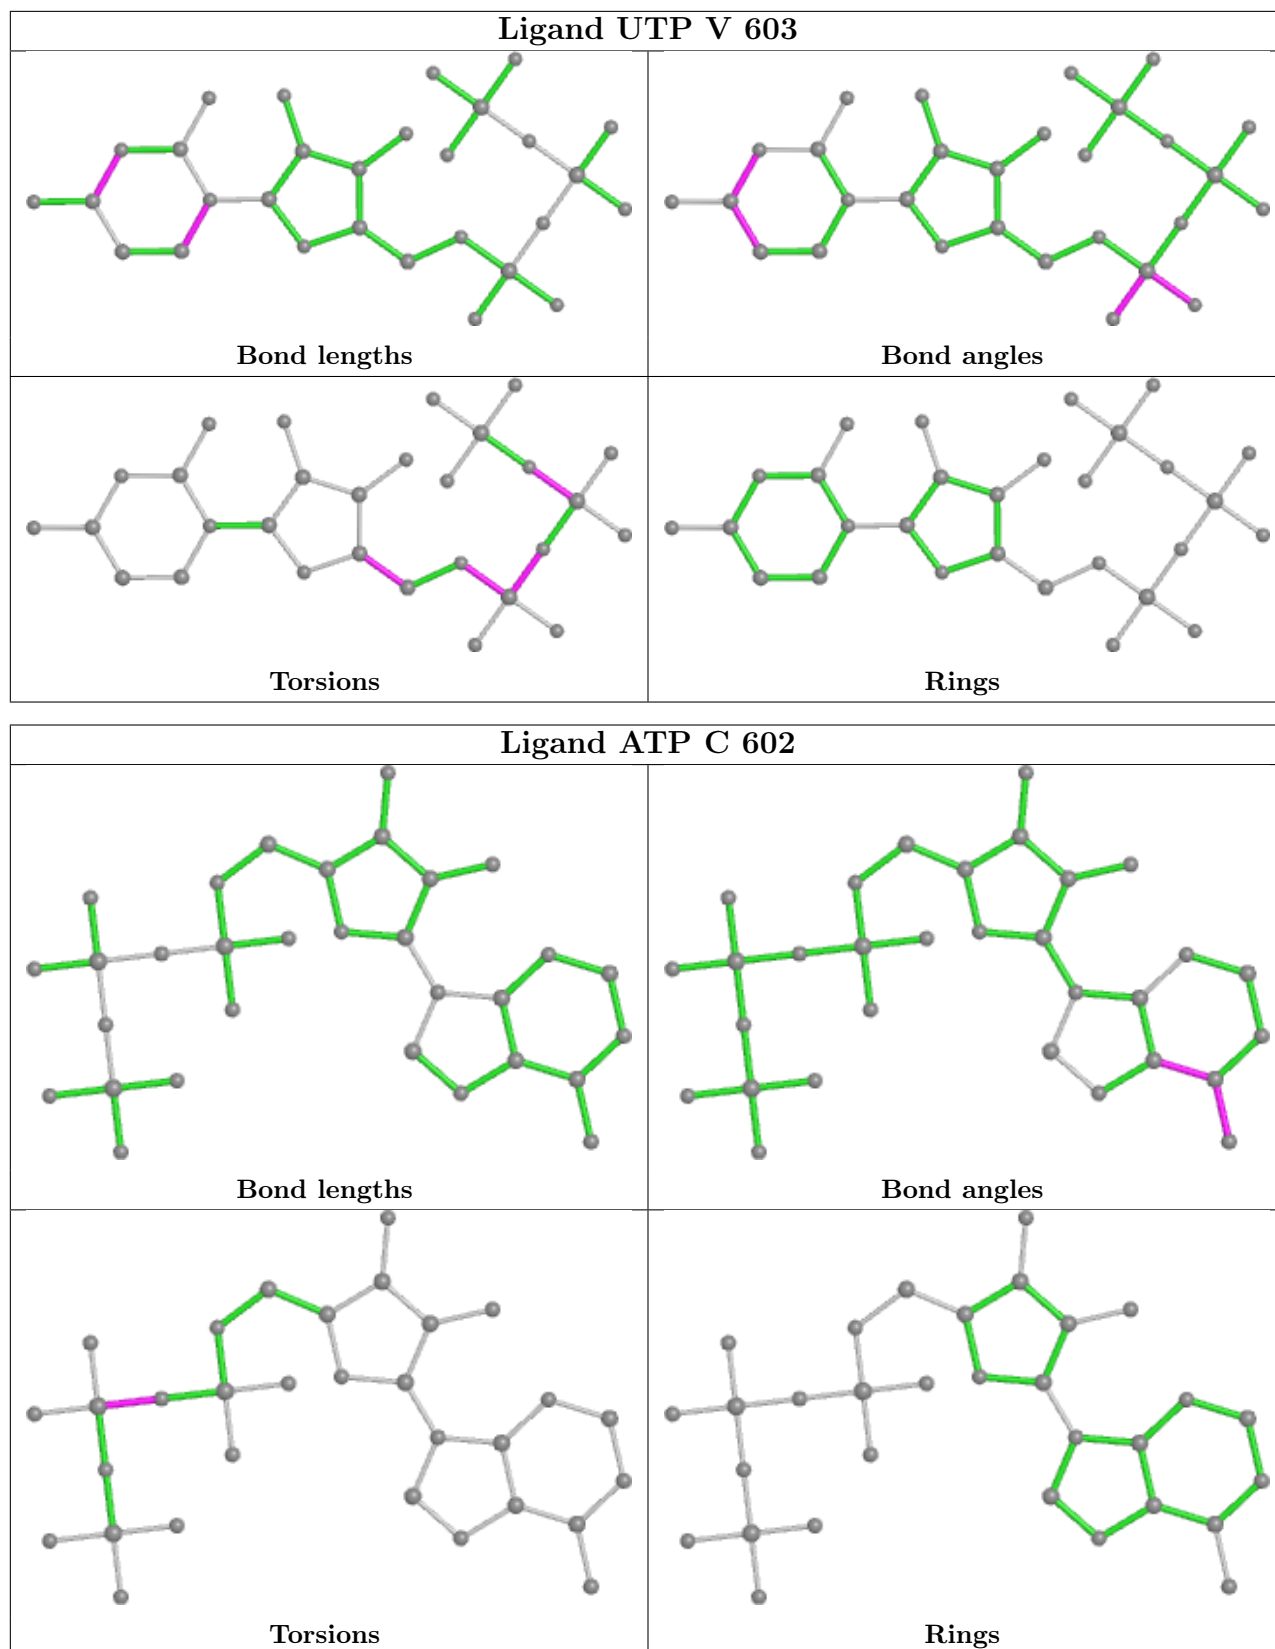 Ligand UTP V 603
Bond lengths
Bond angles
Torsions
Rings
Ligand ATP C 602
Bond lengths
Bond angles
Torsions
Rings